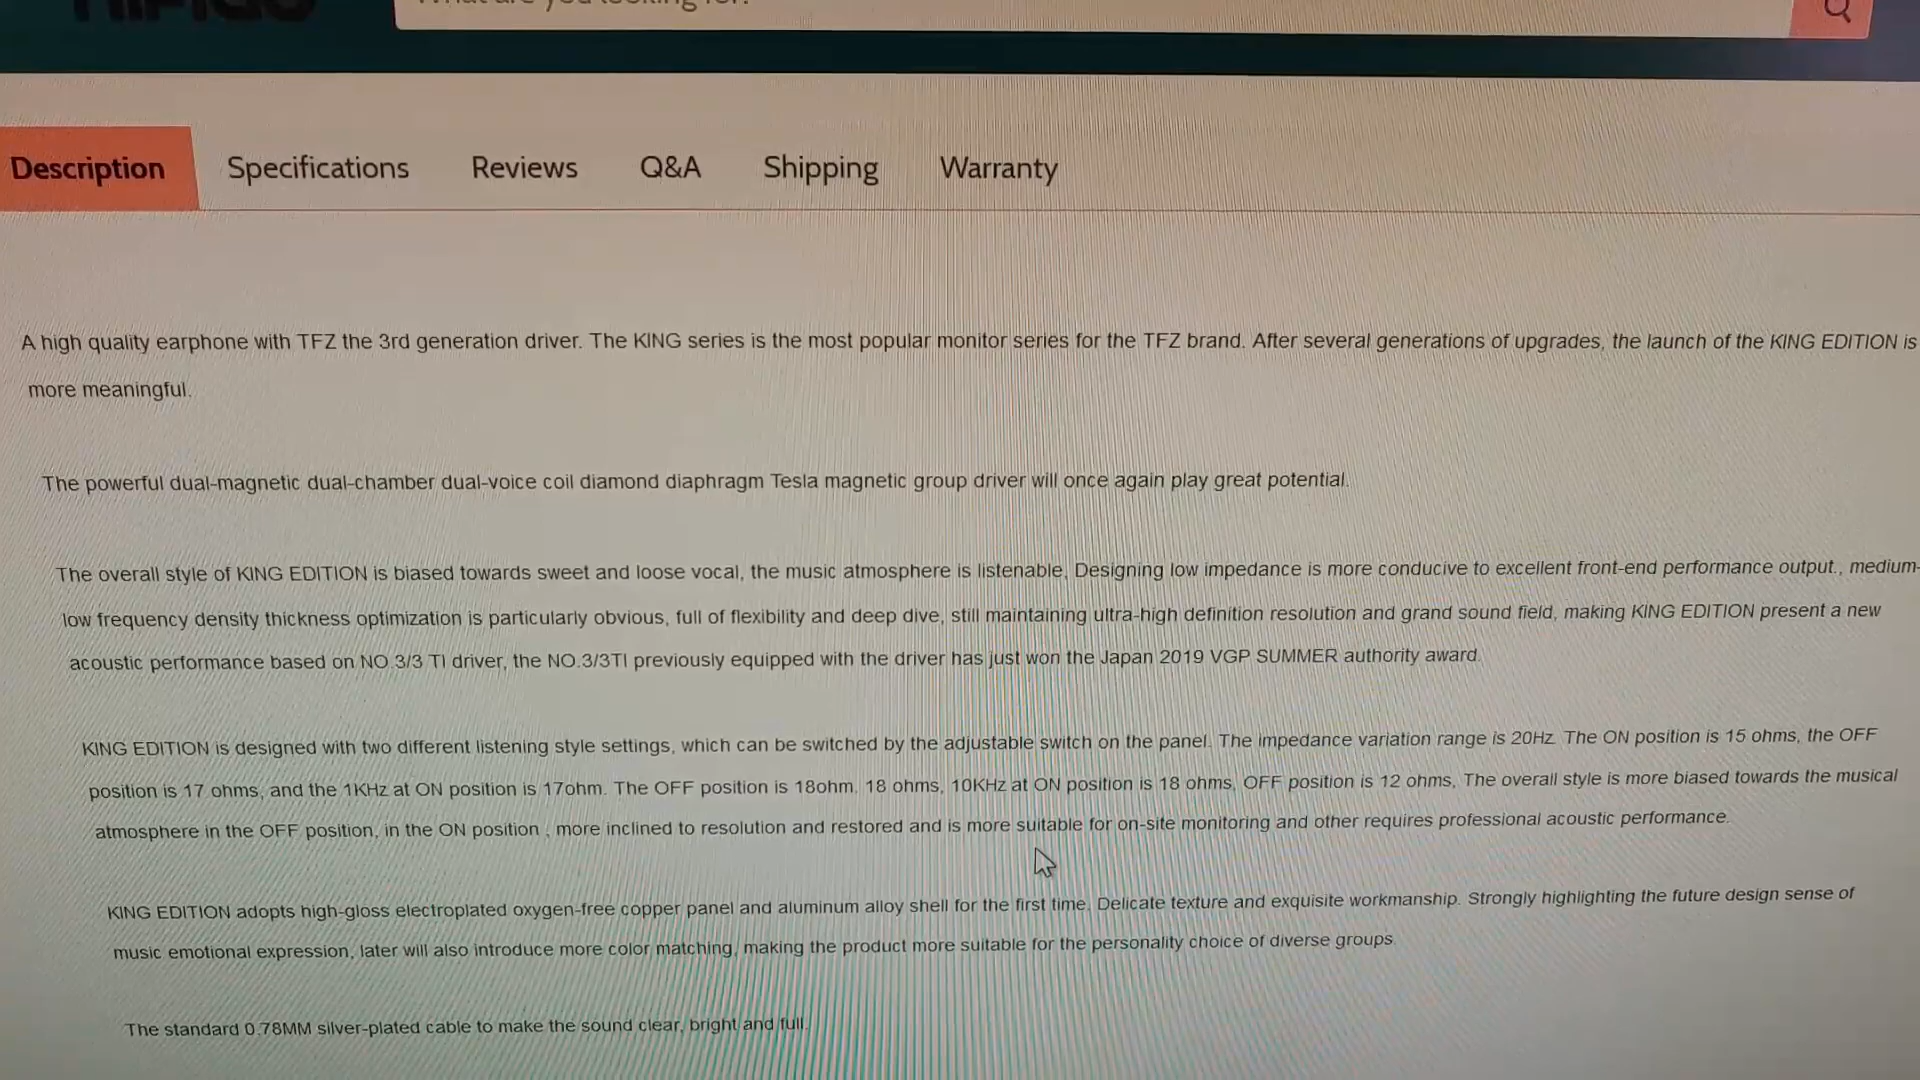 What are you looking for?
Description Specifications Reviews Q&A Shipping Warranty
A high quality earphone with TFZ the 3rd generation driver. The KING series is the most popular monitor series for the TFZ brand. After several generations of upgrades, the launch of the KING EDITION is
more meaningful.
The powerful dual-magnetic dual-chamber dual-voice coil diamond diaphragm Tesla magnetic group driver will once again play great potential.
The overall style of KING EDITION is biased towards sweet and loose vocal, the music atmosphere is listenable, Designing low impedance is more conducive to excellent front-end performance output., medium-
low frequency density thickness optimization is particularly obvious, full of flexibility and deep dive, still maintaining ultra-high definition resolution and grand sound field, making KING EDITION present a new
acoustic performance based on NO.3/3 TI driver, the NO.3/3TI previously equipped with the driver has just won the Japan 2019 VGP SUMMER authority award.
KING EDITION is designed with two different listening style settings, which can be switched by the adjustable switch on the panel. The impedance variation range is 20Hz. The ON position is 15 ohms, the OFF
position is 17 ohms, and the 1KHz at ON position is 17ohm. The OFF position is 18ohm, 18 ohms, 10KHz at ON position is 18 ohms, OFF position is 12 ohms, The overall style is more biased towards the musical
atmosphere in the OFF position, in the ON position , more inclined to resolution and restored and is more suitable for on-site monitoring and other requires professional acoustic performance.
KING EDITION adopts high-gloss electroplated oxygen-free copper panel and aluminum alloy shell for the first time, Delicate texture and exquisite workmanship. Strongly highlighting the future design sense of
music emotional expression, later will also introduce more color matching, making the product more suitable for the personality choice of diverse groups.
The standard 0.78MM silver-plated cable to make the sound clear, bright and full.